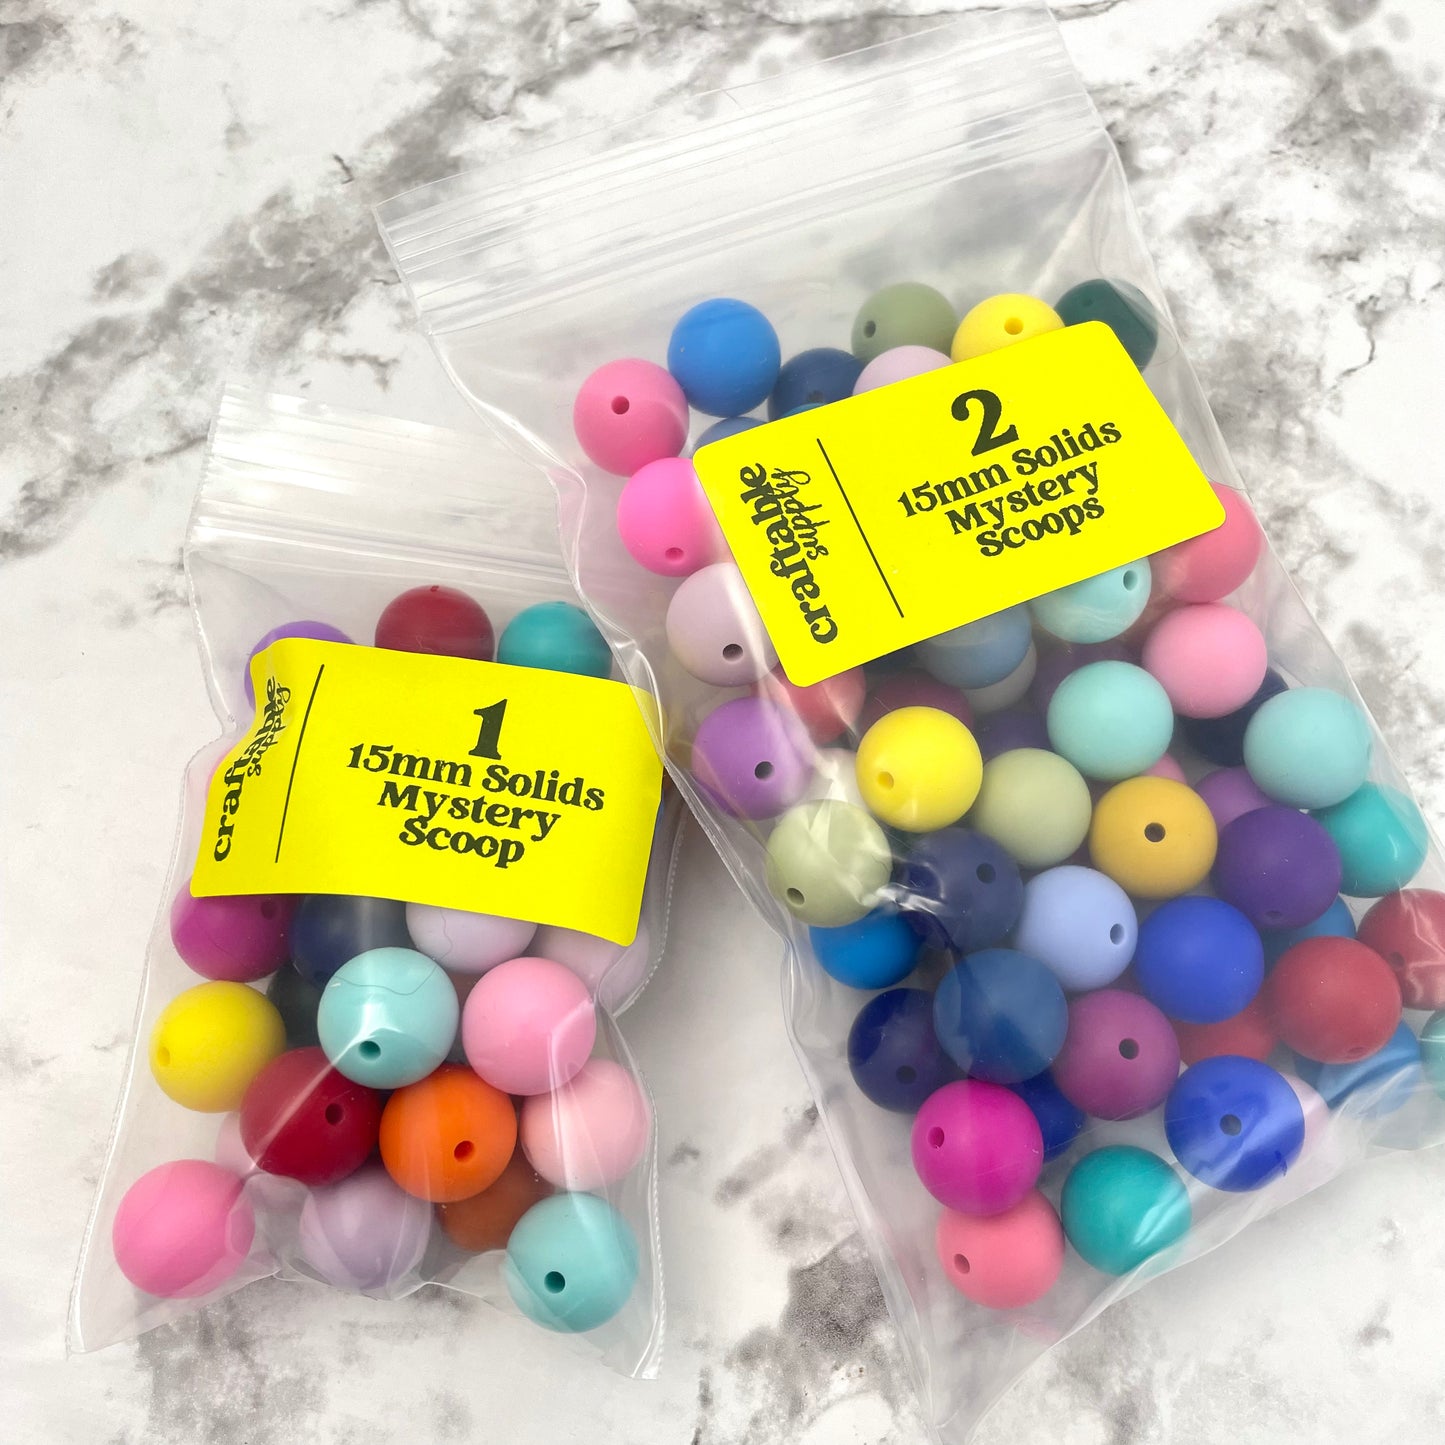 craftable
supply
2
15mm Solids
Mystery
Scoops
craftable
supply
1
15mm Solids
Mystery
Scoop